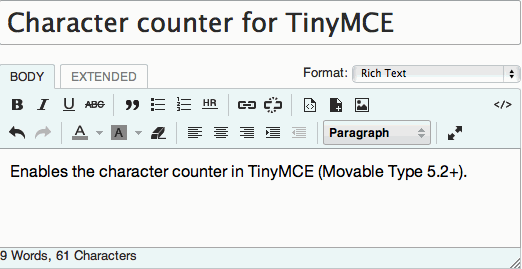 Character counter for TinyMCE
BODY EXTENDED Format: Rich Text
B I U ABC HR </>
A A Paragraph
Enables the character counter in TinyMCE (Movable Type 5.2+).
9 Words, 61 Characters